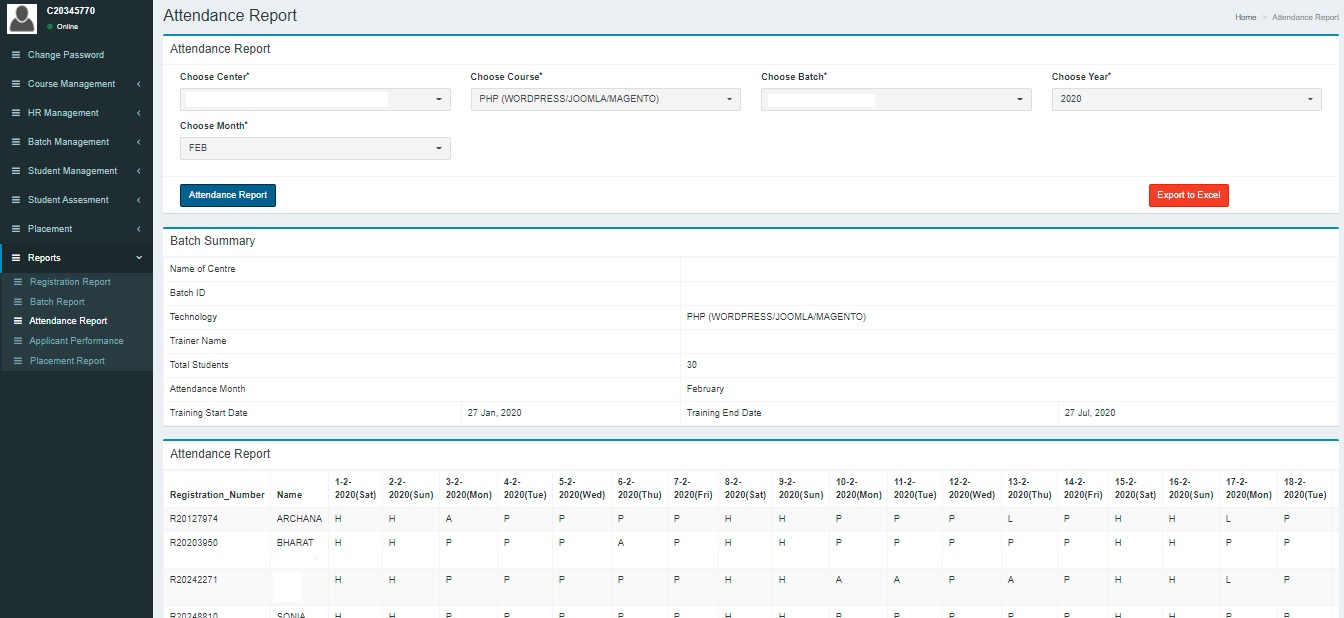 C20345770
Online
Change Password
Course Management
HR Management
Batch Management
Student Management
Student Assesment
Placement
Reports
Registration Report
Batch Report
Attendance Report
Applicant Performance
Placement Report
Attendance Report
Home > Attendance Report
Attendance Report
Choose Center* Choose Course* Choose Batch* Choose Year*
PHP (WORDPRESS/JOOMLA/MAGENTO) 2020
Choose Month*
FEB
Attendance Report Export to Excel
Batch Summary
Name of Centre
Batch ID
Technology PHP (WORDPRESS/JOOMLA/MAGENTO)
Trainer Name
Total Students 30
Attendance Month February
Training Start Date 27 Jan, 2020 Training End Date 27 Jul, 2020
Attendance Report
1-2- 2-2- 3-2- 4-2- 5-2- 6-2- 7-2- 8-2- 9-2- 10-2- 11-2- 12-2- 13-2- 14-2- 15-2- 16-2- 17-2- 18-2-
Registration_Number Name 2020(Sat) 2020(Sun) 2020(Mon) 2020(Tue) 2020(Wed) 2020(Thu) 2020(Fri) 2020(Sat) 2020(Sun) 2020(Mon) 2020(Tue) 2020(Wed) 2020(Thu) 2020(Fri) 2020(Sat) 2020(Sun) 2020(Mon) 2020(Tue)
R20127974 ARCHANA H H A P P P P H H P P P L P H H L P
R20203950 BHARAT H H P P P A P H H P P P P P H H P P
R20242271 H H P P P P P H H A A P A P H H L P
R20248810 SONIA H H P P P P P H H P P P P P H H P P